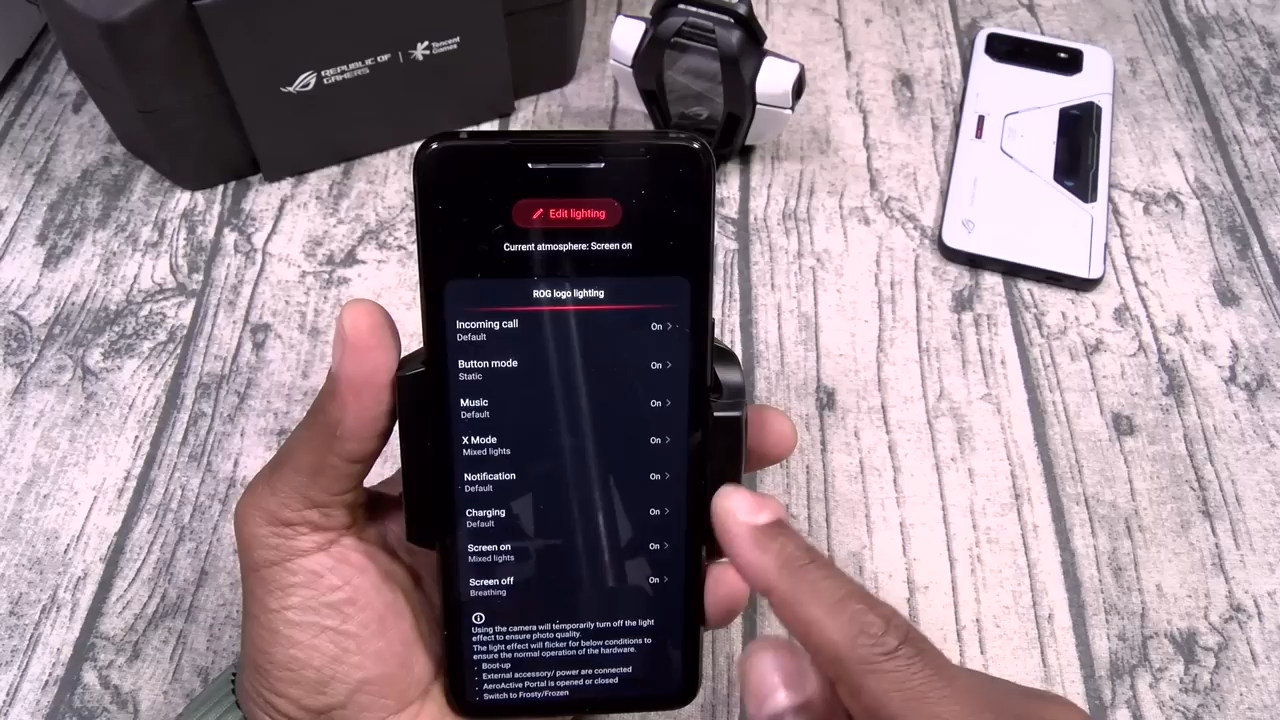 REPUBLIC OF
GAMERS
Tencent
Games
Edit lighting
Current atmosphere: Screen on
ROG logo lighting
Incoming call
On
Default
Button mode
On
Static
Music
On
Default
X Mode
On
Mixed lights
Notification
On
Default
Charging
On
Default
Screen on
On
Mixed lights
Screen off
On
Breathing
Using the camera will temporarily turn off the light
effect to ensure photo quality.
The light effect will flicker for below conditions to
ensure the normal operation of the hardware.
• Boot-up
• External accessory/ power are connected
• AeroActive Portal is opened or closed
• Switch to Frosty/Frozen